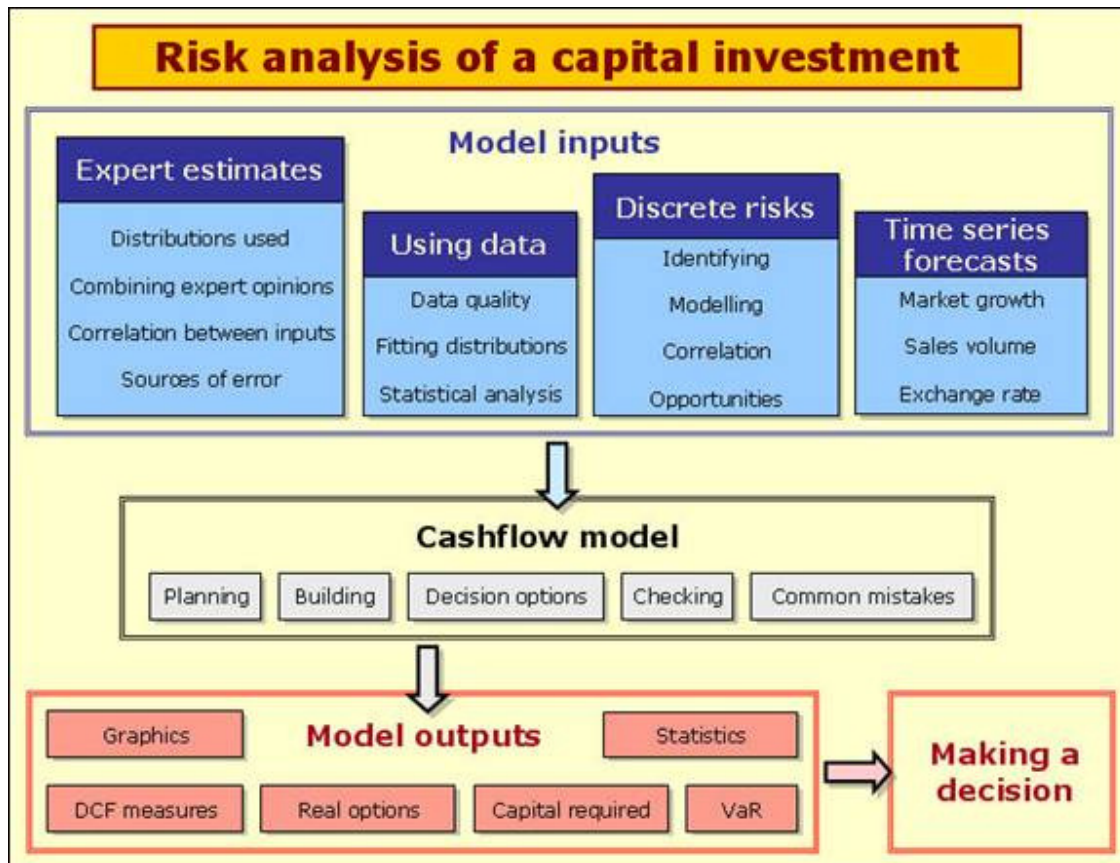 Risk analysis of a capital investment
Model inputs
Expert estimates
Distributions used
Combining expert opinions
Correlation between inputs
Sources of error
Using data
Data quality
Fitting distributions
Statistical analysis
Discrete risks
Identifying
Modelling
Correlation
Opportunities
Time series
forecasts
Market growth
Sales volume
Exchange rate
Cashflow model
Planning
Building
Decision options
Checking
Common mistakes
Graphics
Model outputs
Statistics
DCF measures
Real options
Capital required
VaR
Making a
decision